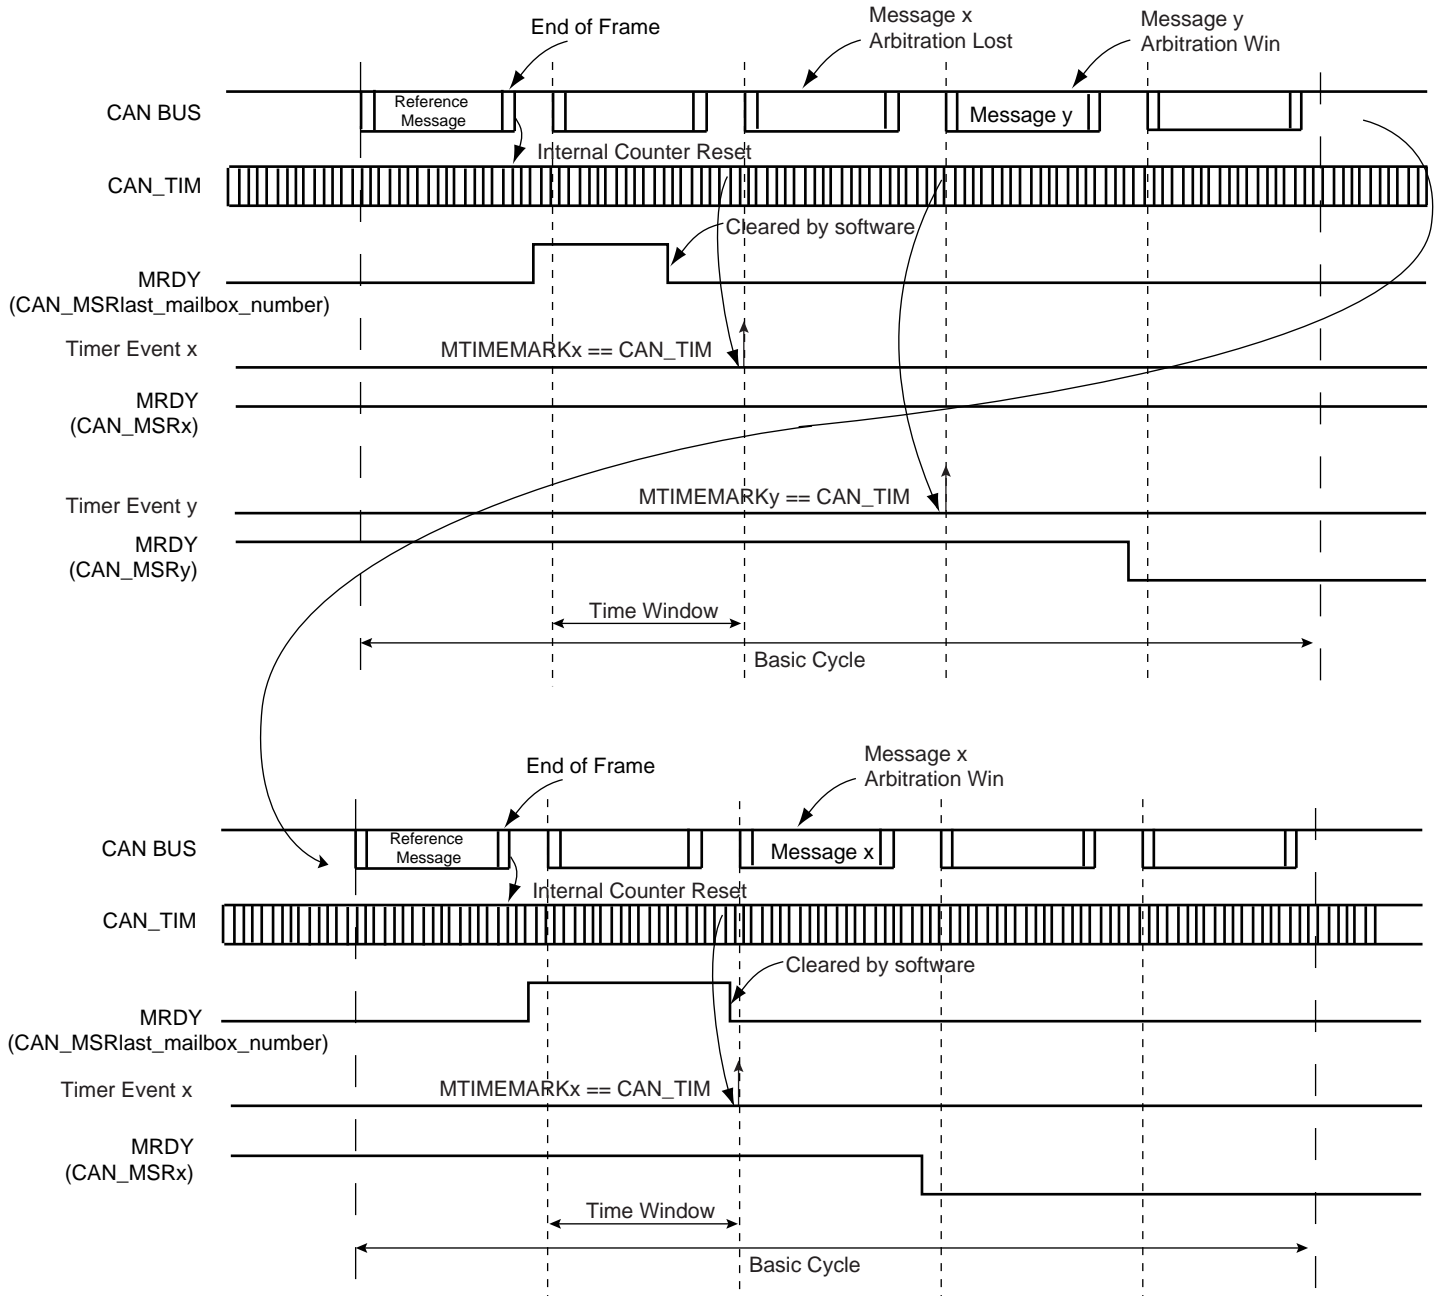 End of Frame
Message x
Arbitration Lost
Message y
Arbitration Win
CAN BUS
Reference
Message
Message y
Internal Counter Reset
CAN_TIM
Cleared by software
MRDY
(CAN_MSRlast_mailbox_number)
Timer Event x
MTIMEMARKx == CAN_TIM
MRDY
(CAN_MSRx)
Timer Event y
MTIMEMARKy == CAN_TIM
MRDY
(CAN_MSRy)
Time Window
Basic Cycle
End of Frame
Message x
Arbitration Win
CAN BUS
Reference
Message
Message x
Internal Counter Reset
CAN_TIM
Cleared by software
MRDY
(CAN_MSRlast_mailbox_number)
Timer Event x
MTIMEMARKx == CAN_TIM
MRDY
(CAN_MSRx)
Time Window
Basic Cycle